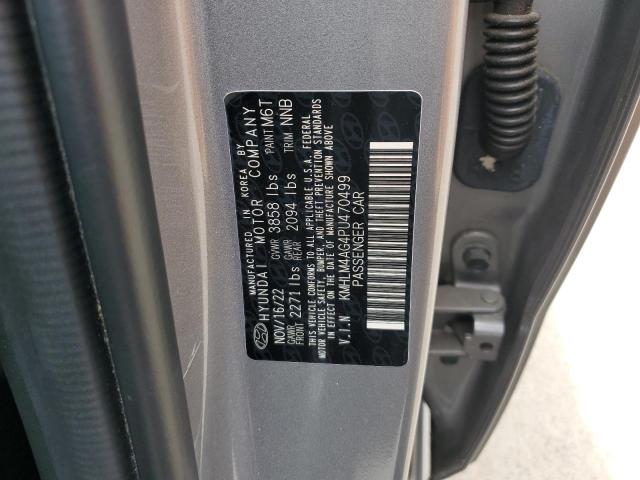 MANUFACTURED IN KOREA BY
HYUNDAI MOTOR COMPANY
NOV/16/22 GVWR 3858 lbs PAINT M6T
GAWR FRONT 2271 lbs GAWR REAR 2094 lbs TRIM NNB
THIS VEHICLE CONFORMS TO ALL APPLICABLE U.S.A. FEDERAL
MOTOR VEHICLE SAFETY, BUMPER, AND THEFT PREVENTION STANDARDS
IN EFFECT ON THE DATE OF MANUFACTURE SHOWN ABOVE
V.I.N KMHLM4AG4PU470499
PASSENGER CAR